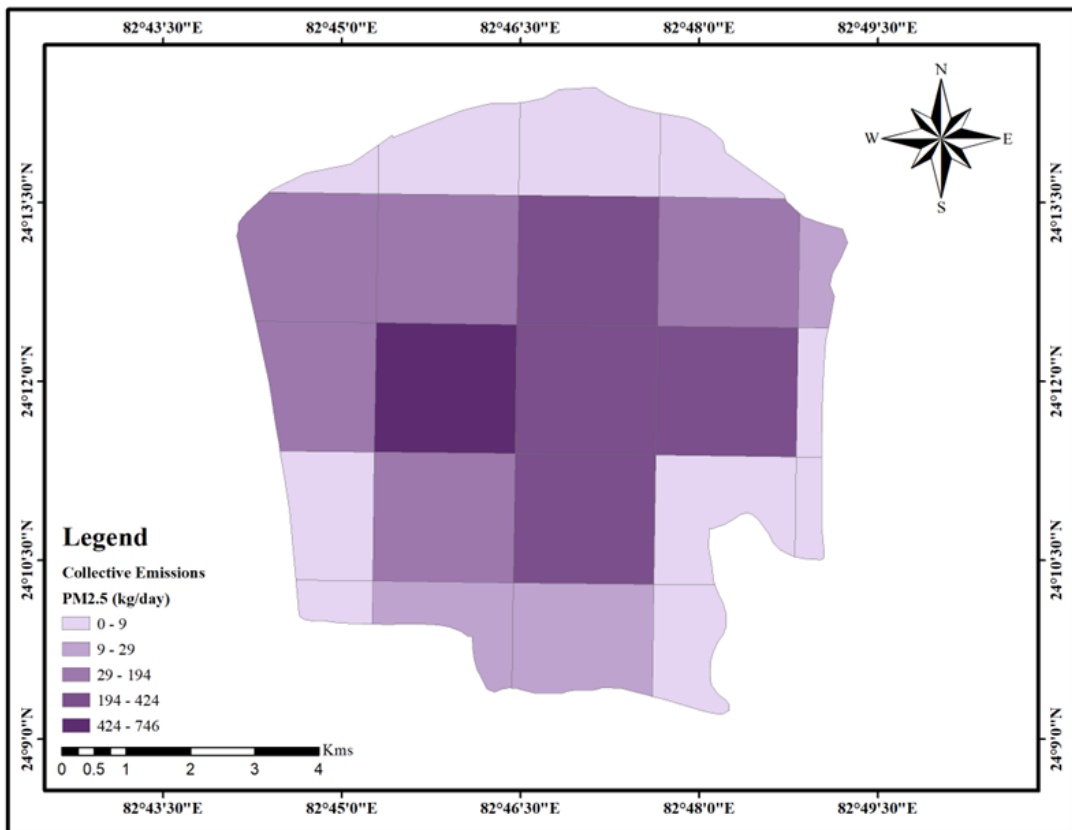 82°43'30"E 82°45'0"E 82°46'30"E 82°48'0"E 82°49'30"E
N
W E
S
24°13'30"N 24°13'30"N
24°12'0"N 24°12'0"N
24°10'30"N 24°10'30"N
24°9'0"N 24°9'0"N
Legend
Collective Emissions
PM2.5 (kg/day)
0 - 9
9 - 29
29 - 194
194 - 424
424 - 746
Kms
0 0.5 1 2 3 4
82°43'30"E 82°45'0"E 82°46'30"E 82°48'0"E 82°49'30"E